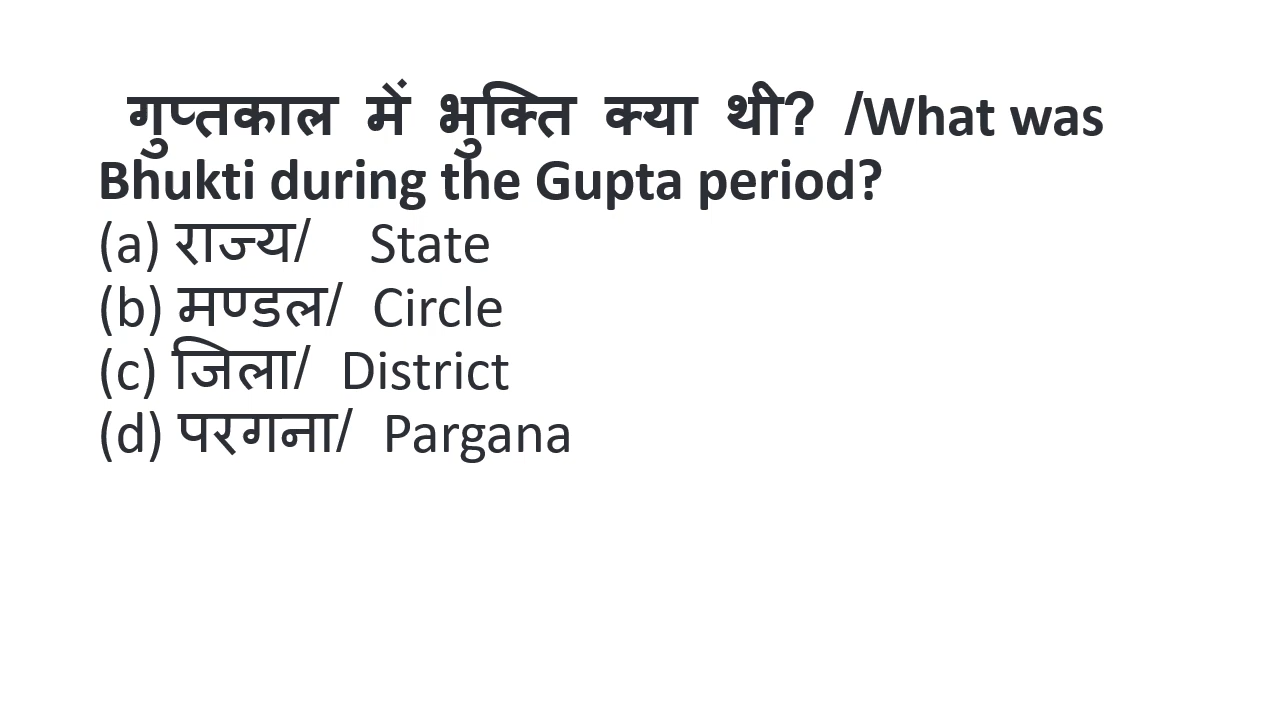 गुप्तकाल में भुक्ति क्या थी? /What was
Bhukti during the Gupta period?
(a) राज्य/ State
(b) मण्डल/ Circle
(c) जिला/ District
(d) परगना/ Pargana